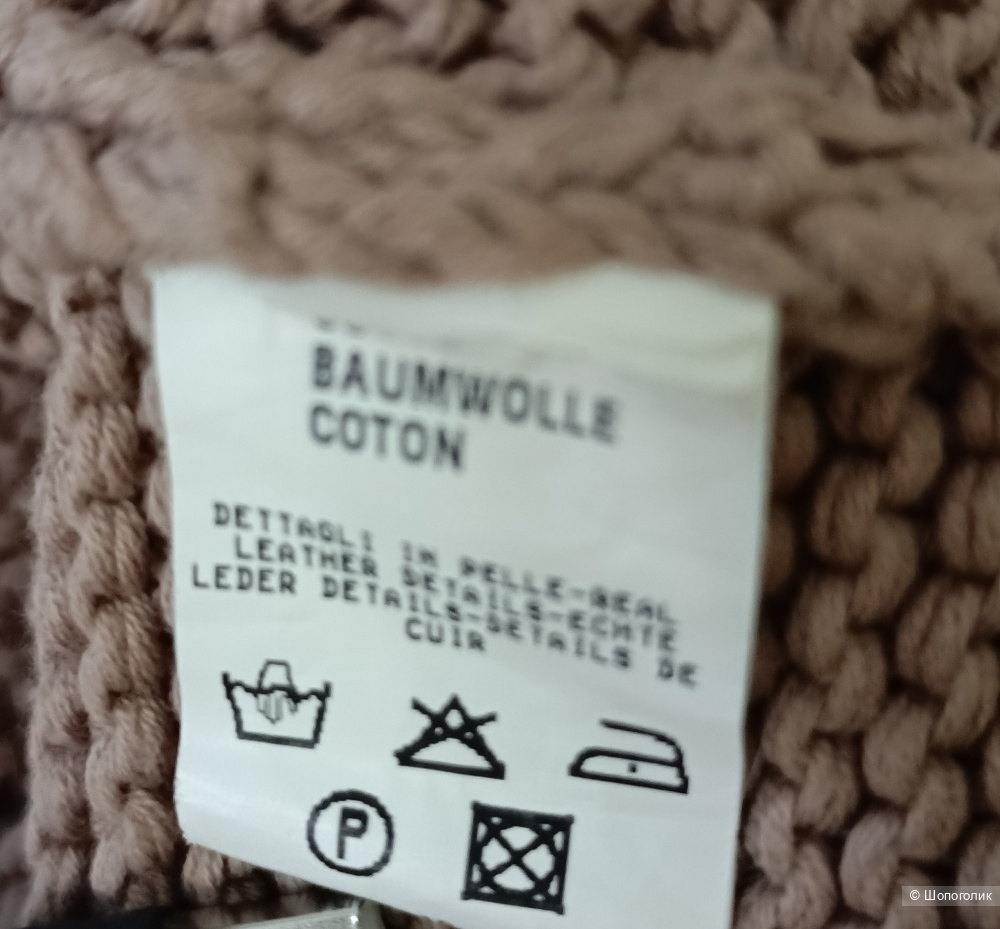 BAUMWOLLE
COTON
DETTAGLI IN PELLE-REAL
LEATHER DETAILS-ECHTE
LEDER DETAILS-DETAILS DE
CUIR
P
© Шопоголик